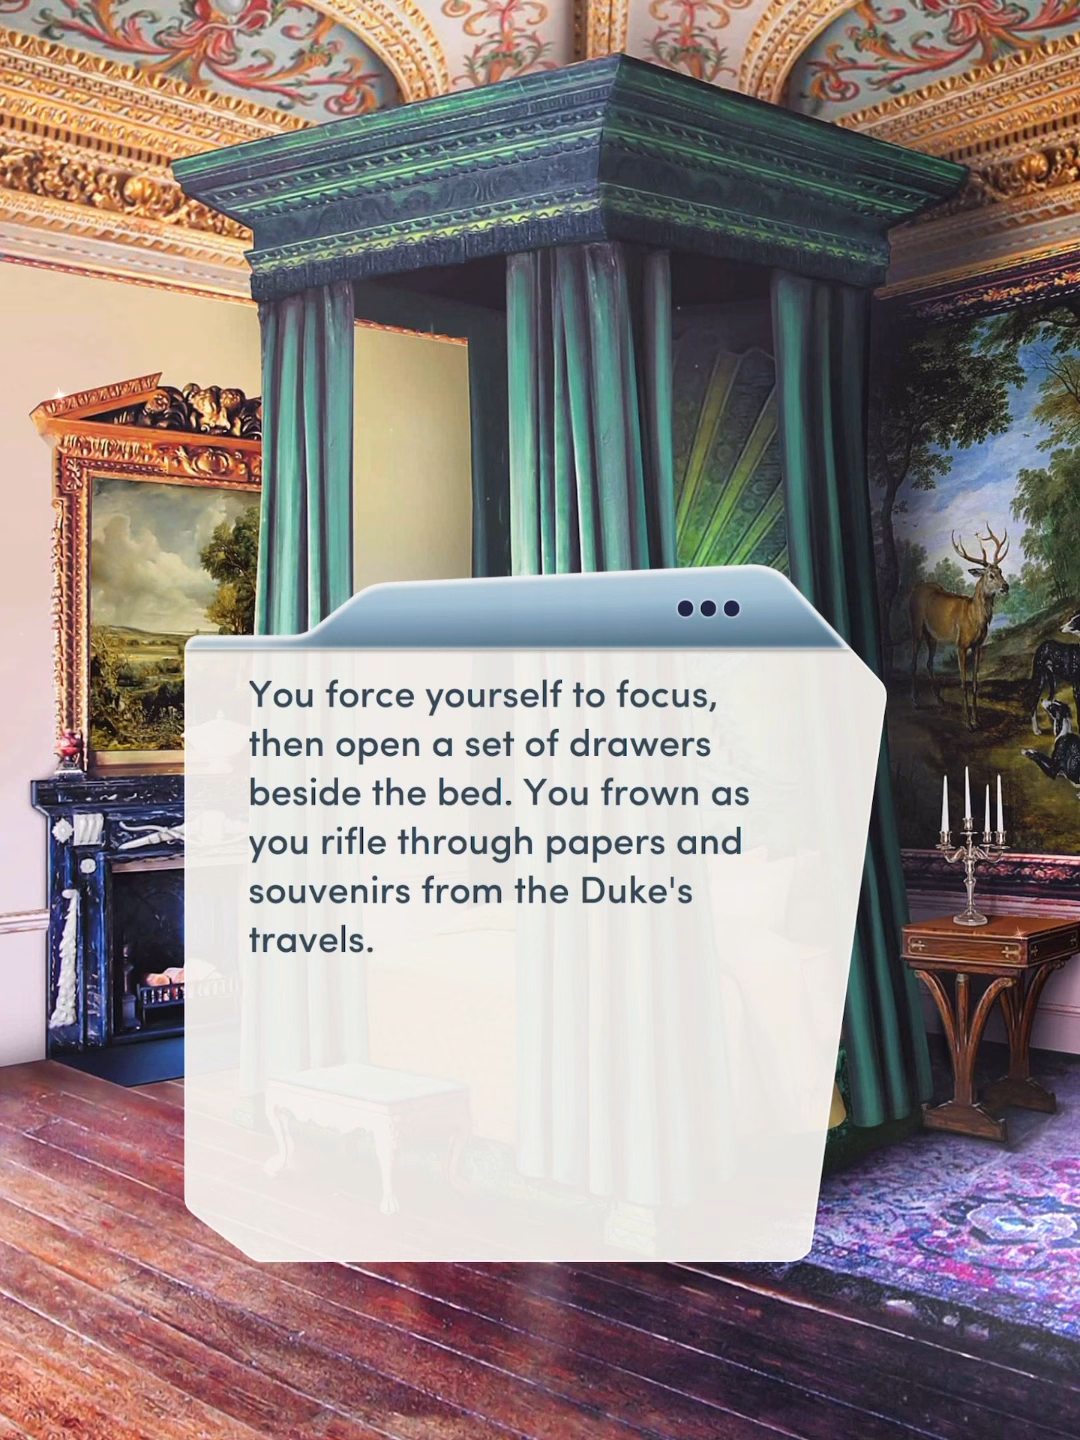 You force yourself to focus,
then open a set of drawers
beside the bed. You frown as
you rifle through papers and
souvenirs from the Duke's
travels.